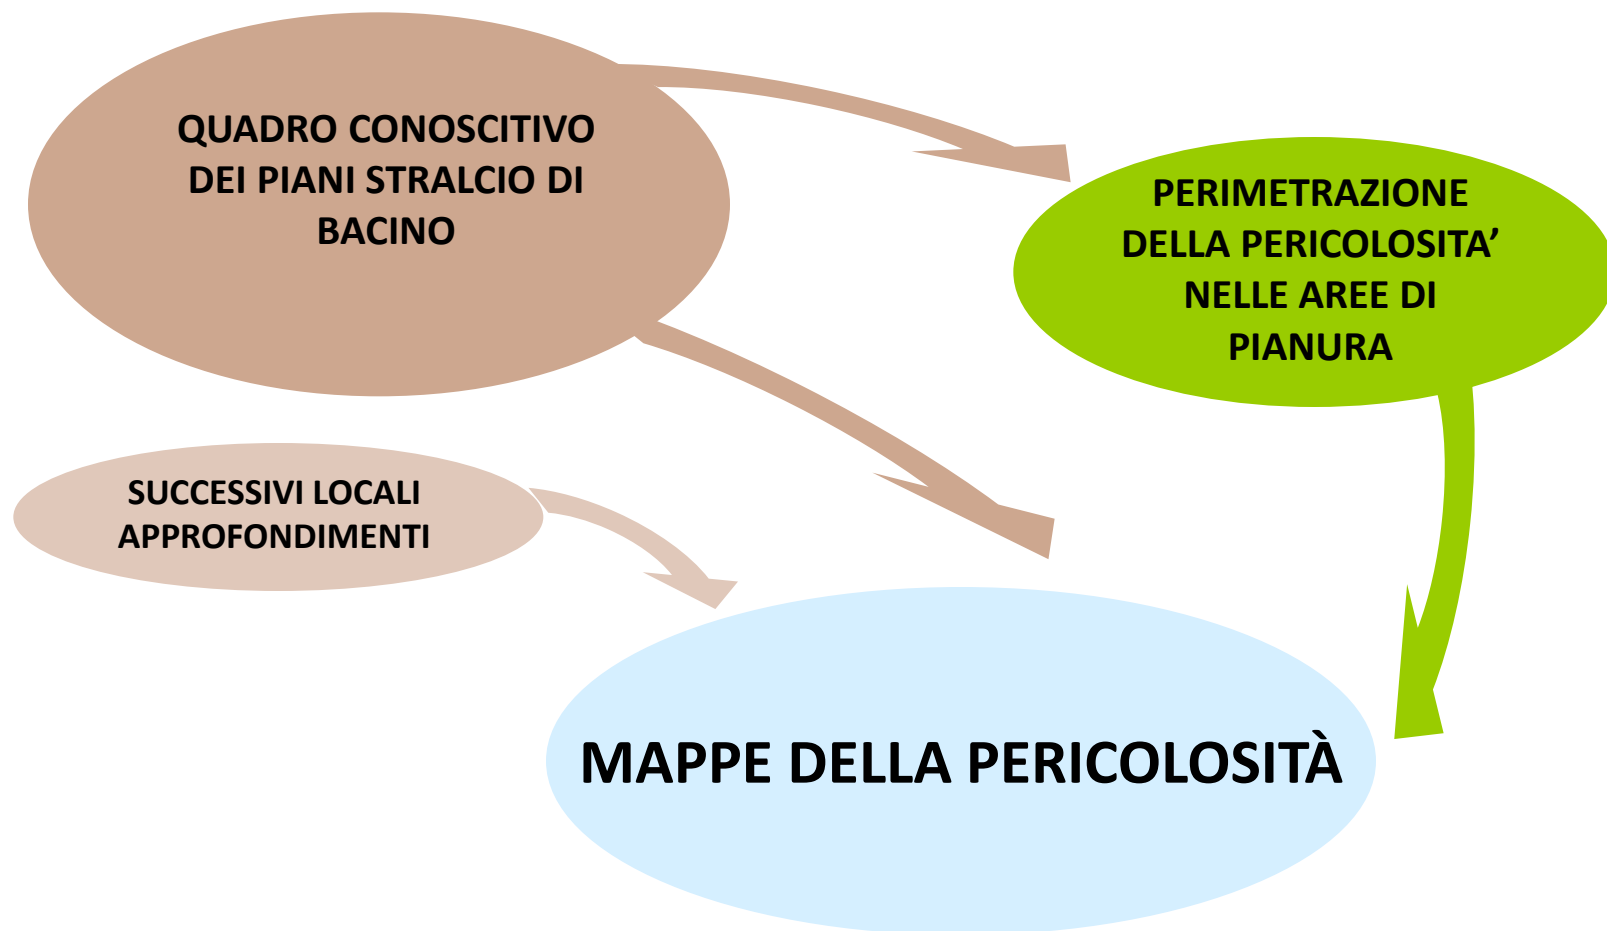 QUADRO CONOSCITIVO
DEI PIANI STRALCIO DI
BACINO
PERIMETRAZIONE
DELLA PERICOLOSITA’
NELLE AREE DI
PIANURA
SUCCESSIVI LOCALI
APPROFONDIMENTI
MAPPE DELLA PERICOLOSITÀ